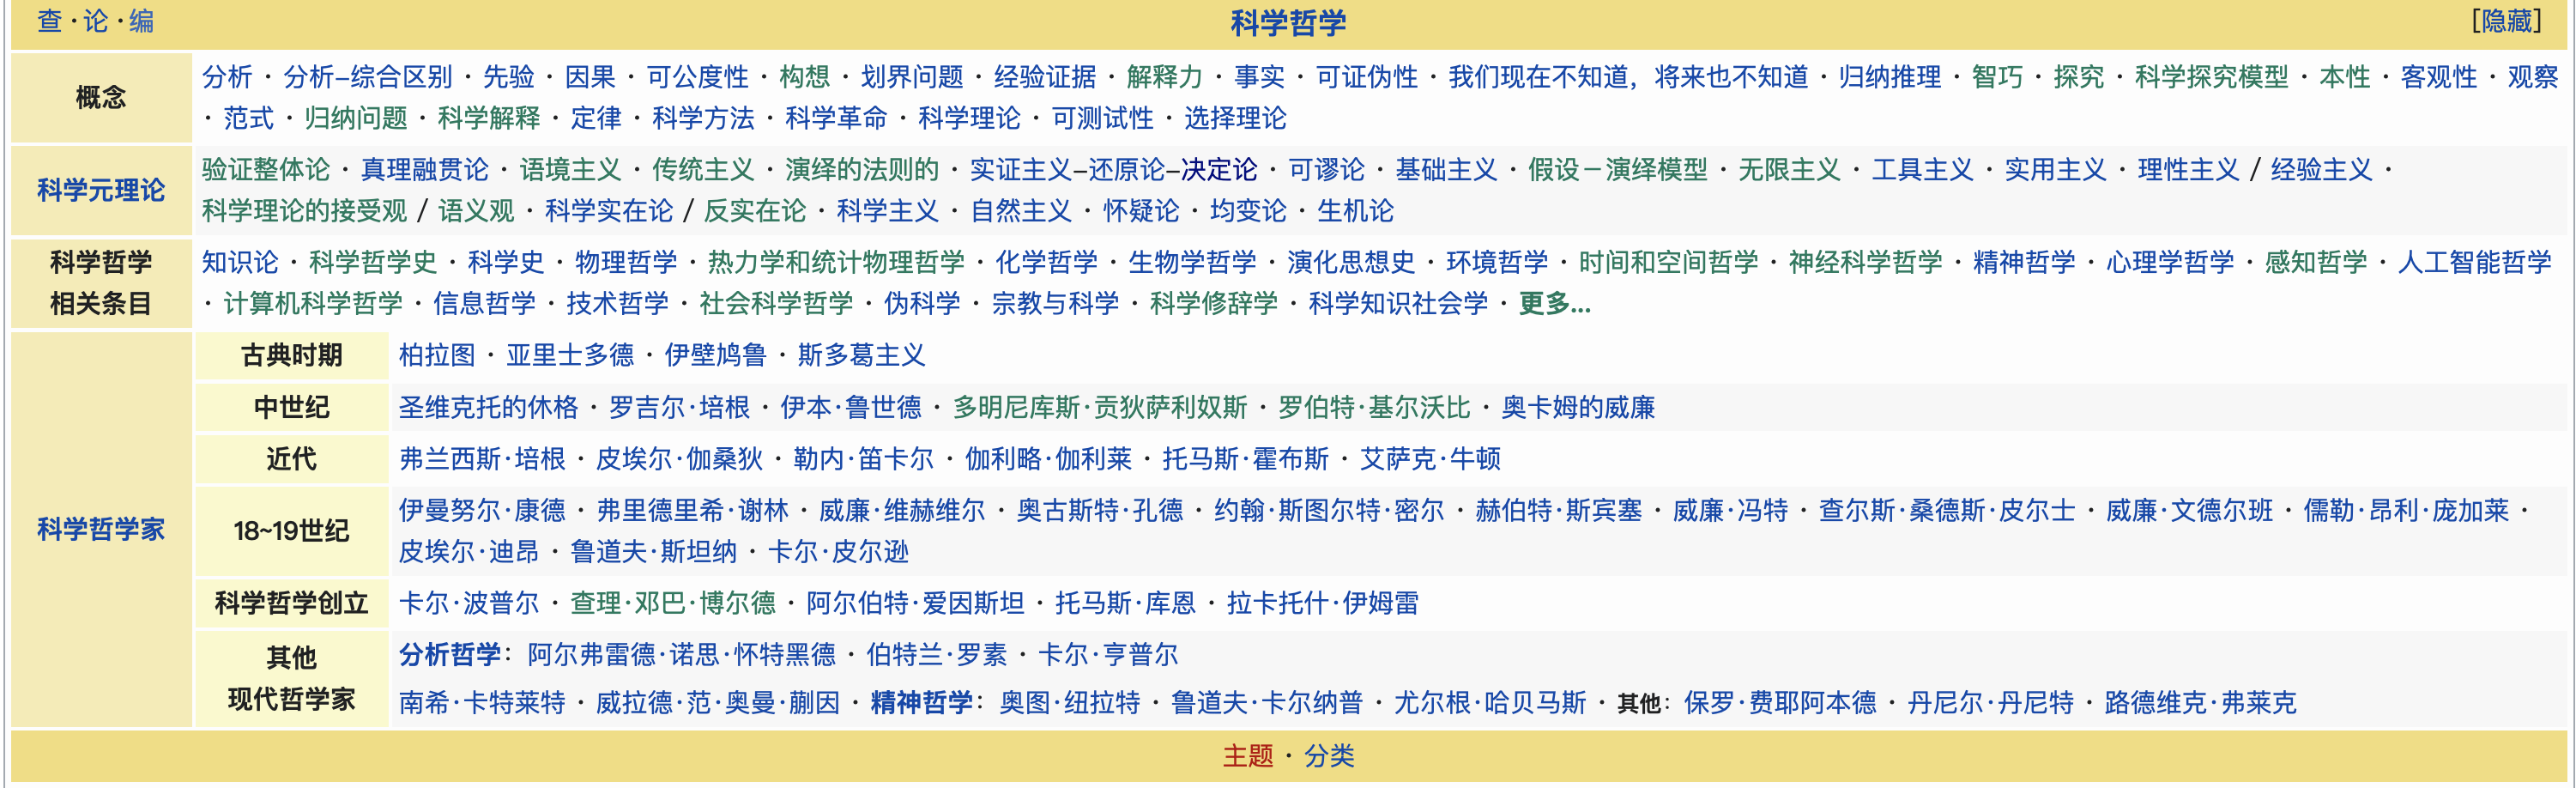 查·论·编 科学哲学 [隐藏]
概念
分析 · 分析–综合区别 · 先验 · 因果 · 可公度性 · 构想 · 划界问题 · 经验证据 · 解释力 · 事实 · 可证伪性 · 我们现在不知道，将来也不知道 · 归纳推理 · 智巧 · 探究 · 科学探究模型 · 本性 · 客观性 · 观察
· 范式 · 归纳问题 · 科学解释 · 定律 · 科学方法 · 科学革命 · 科学理论 · 可测试性 · 选择理论
科学元理论
验证整体论 · 真理融贯论 · 语境主义 · 传统主义 · 演绎的法则的 · 实证主义–还原论–决定论 · 可谬论 · 基础主义 · 假设－演绎模型 · 无限主义 · 工具主义 · 实用主义 · 理性主义 / 经验主义 ·
科学理论的接受观 / 语义观 · 科学实在论 / 反实在论 · 科学主义 · 自然主义 · 怀疑论 · 均变论 · 生机论
科学哲学
相关条目
知识论 · 科学哲学史 · 科学史 · 物理哲学 · 热力学和统计物理哲学 · 化学哲学 · 生物学哲学 · 演化思想史 · 环境哲学 · 时间和空间哲学 · 神经科学哲学 · 精神哲学 · 心理学哲学 · 感知哲学 · 人工智能哲学
· 计算机科学哲学 · 信息哲学 · 技术哲学 · 社会科学哲学 · 伪科学 · 宗教与科学 · 科学修辞学 · 科学知识社会学 · 更多...
科学哲学家
古典时期
柏拉图 · 亚里士多德 · 伊壁鸠鲁 · 斯多葛主义
中世纪
圣维克托的休格 · 罗吉尔·培根 · 伊本·鲁世德 · 多明尼库斯·贡狄萨利奴斯 · 罗伯特·基尔沃比 · 奥卡姆的威廉
近代
弗兰西斯·培根 · 皮埃尔·伽桑狄 · 勒内·笛卡尔 · 伽利略·伽利莱 · 托马斯·霍布斯 · 艾萨克·牛顿
18~19世纪
伊曼努尔·康德 · 弗里德里希·谢林 · 威廉·维赫维尔 · 奥古斯特·孔德 · 约翰·斯图尔特·密尔 · 赫伯特·斯宾塞 · 威廉·冯特 · 查尔斯·桑德斯·皮尔士 · 威廉·文德尔班 · 儒勒·昂利·庞加莱 ·
皮埃尔·迪昂 · 鲁道夫·斯坦纳 · 卡尔·皮尔逊
科学哲学创立
卡尔·波普尔 · 查理·邓巴·博尔德 · 阿尔伯特·爱因斯坦 · 托马斯·库恩 · 拉卡托什·伊姆雷
其他
现代哲学家
分析哲学：阿尔弗雷德·诺思·怀特黑德 · 伯特兰·罗素 · 卡尔·亨普尔
南希·卡特莱特 · 威拉德·范·奥曼·蒯因 · 精神哲学：奥图·纽拉特 · 鲁道夫·卡尔纳普 · 尤尔根·哈贝马斯 · 其他：保罗·费耶阿本德 · 丹尼尔·丹尼特 · 路德维克·弗莱克
主题 · 分类